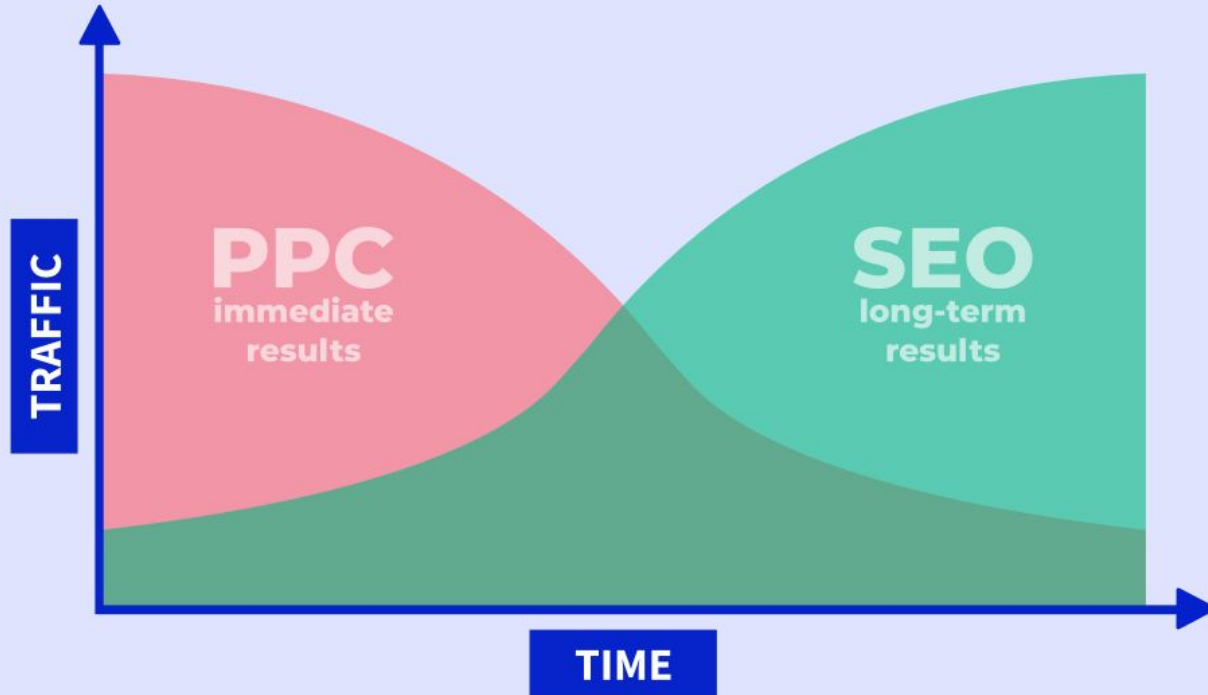 TRAFFIC
PPC
immediate
results
SEO
long-term
results
TIME